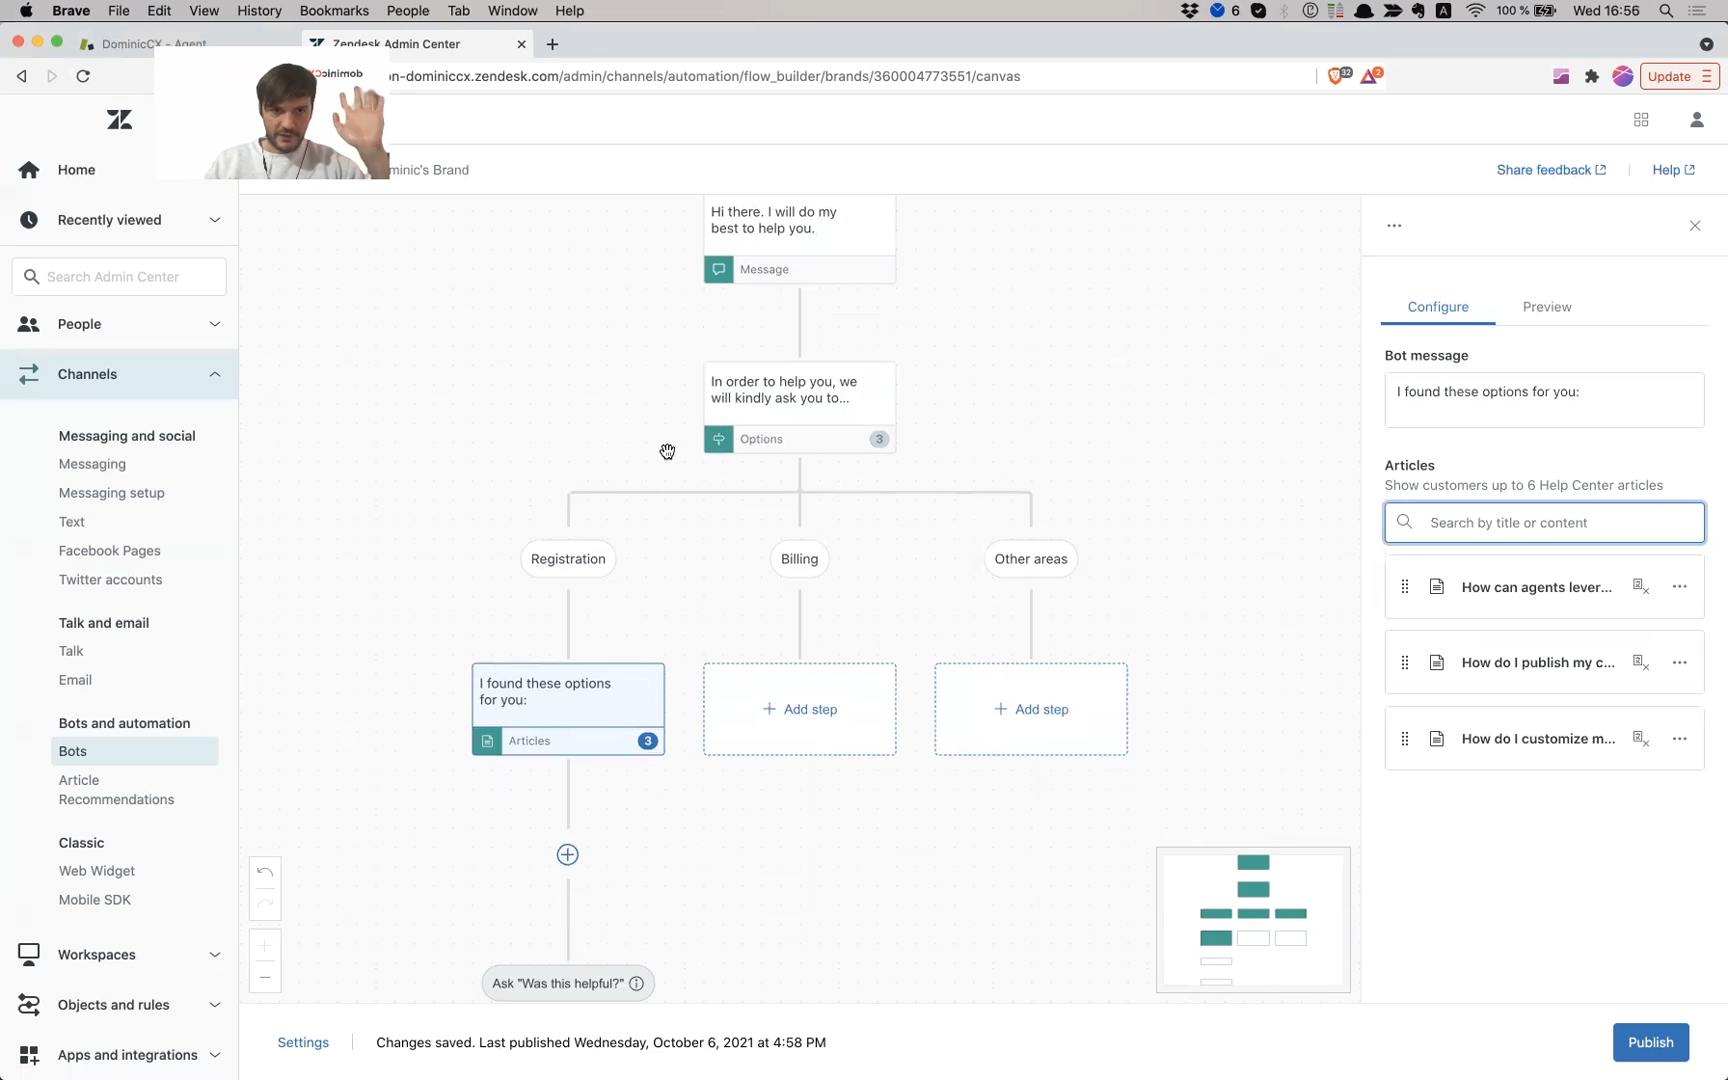 Brave File Edit View History Bookmarks People Tab Window Help
6
A
100 %
Wed 16:56
DominicCX - Agent
Zendesk Admin Center
n-dominiccx.zendesk.com/admin/channels/automation/flow_builder/brands/360004773551/canvas
32
2
Update
Home
minic's Brand
Share feedback
Help
Recently viewed
Search Admin Center
People
Channels
Messaging and social
Messaging
Messaging setup
Text
Facebook Pages
Twitter accounts
Talk and email
Talk
Email
Bots and automation
Bots
Article
Recommendations
Classic
Web Widget
Mobile SDK
Workspaces
Objects and rules
Apps and integrations
Hi there. I will do my
best to help you.
Message
In order to help you, we
will kindly ask you to...
Options 3
Registration
Billing
Other areas
I found these options
for you:
Articles 3
+ Add step
+ Add step
Ask "Was this helpful?"
Configure
Preview
Bot message
I found these options for you:
Articles
Show customers up to 6 Help Center articles
Search by title or content
How can agents lever...
How do I publish my c...
How do I customize m...
Settings
Changes saved. Last published Wednesday, October 6, 2021 at 4:58 PM
Publish